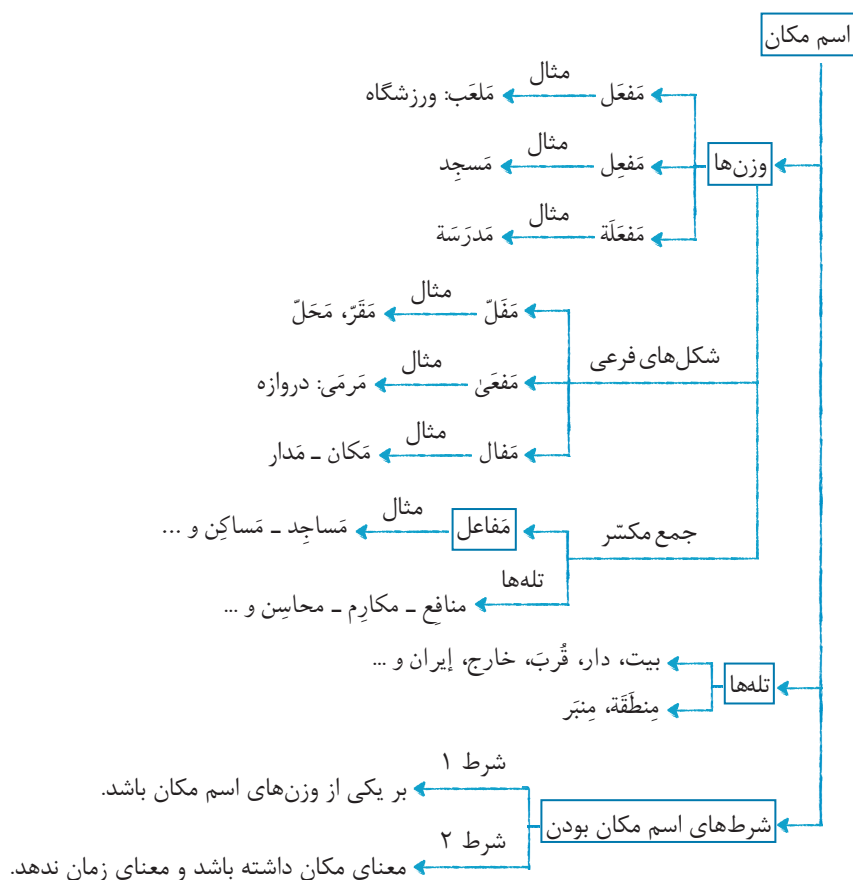 اسم مکان
وزن‌ها
مَفعَل مثال مَلعَب: ورزشگاه
مَفعِل مثال مَسجِد
مَفعَلَة مثال مَدرَسَة
شکل‌های فرعی
مَفَلّ مثال مَقَرّ، مَحَلّ
مَفعَیٰ مثال مَرمَی: دروازه
مَفال مثال مَکان ـ مَدار
جمع مکسّر
مَفاعل مثال مَساجِد ـ مَساکِن و ...
تله‌ها منافِع ـ مکارِم ـ محاسِن و ...
تله‌ها
بیت، دار، قُربَ، خارج، إیران و ...
مِنطَقَة، مِنبَر
شرط‌های اسم مکان بودن
شرط ۱ بر یکی از وزن‌های اسم مکان باشد.
شرط ۲ معنای مکان داشته باشد و معنای زمان ندهد.